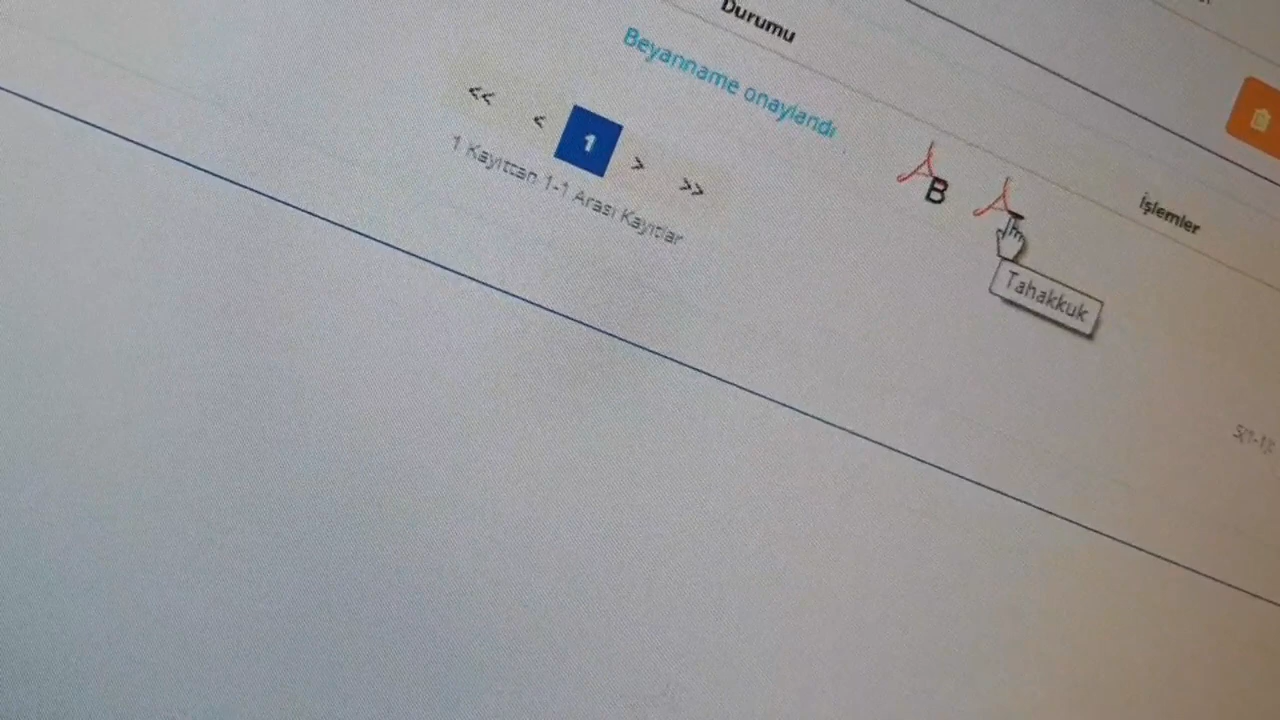 Durumu
İşlemler
Beyanname onaylandı
B
Tahakkuk
<< < 1 > >>
1 Kayıttan 1-1 Arası Kayıtlar